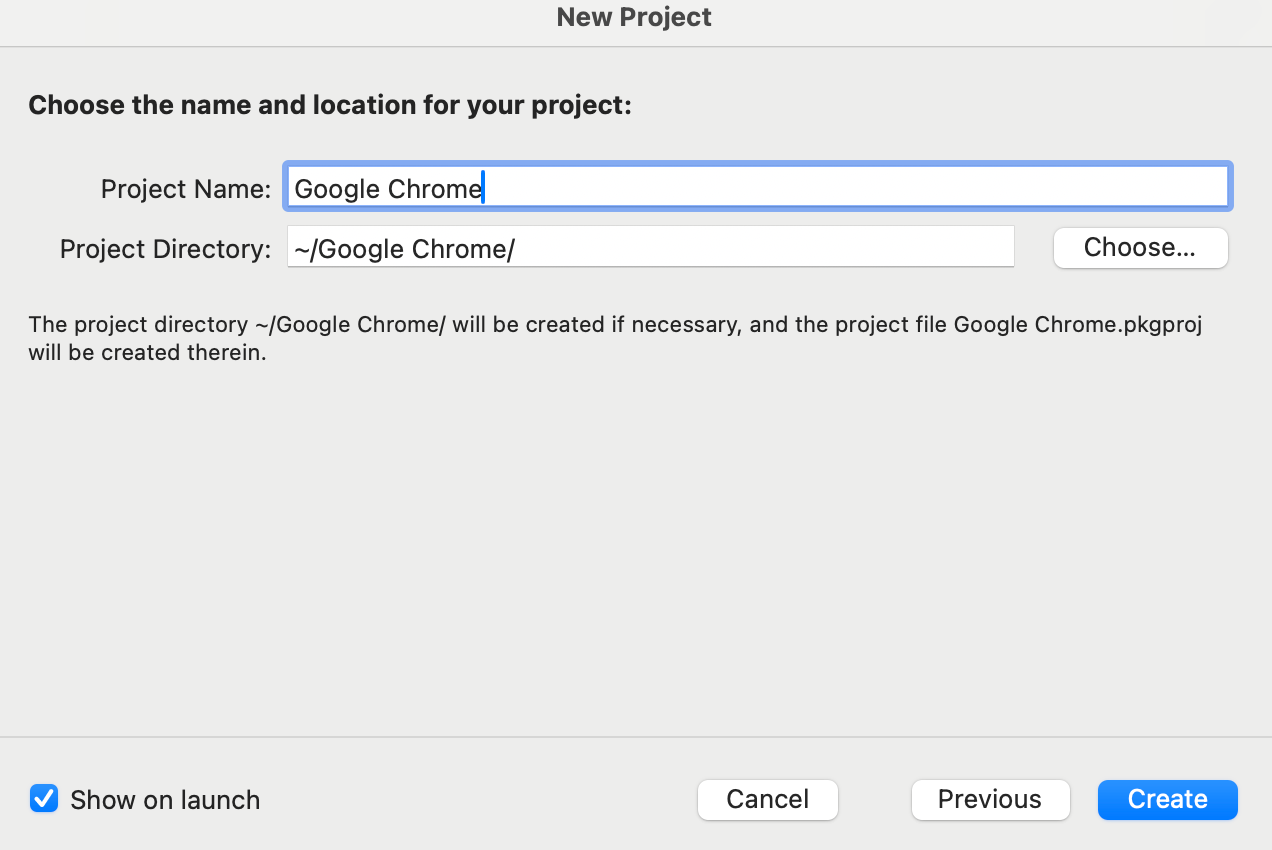 New Project
Choose the name and location for your project:
Project Name: Google Chrome
Project Directory: ~/Google Chrome/ Choose...
The project directory ~/Google Chrome/ will be created if necessary, and the project file Google Chrome.pkgproj
will be created therein.
Show on launch Cancel Previous Create